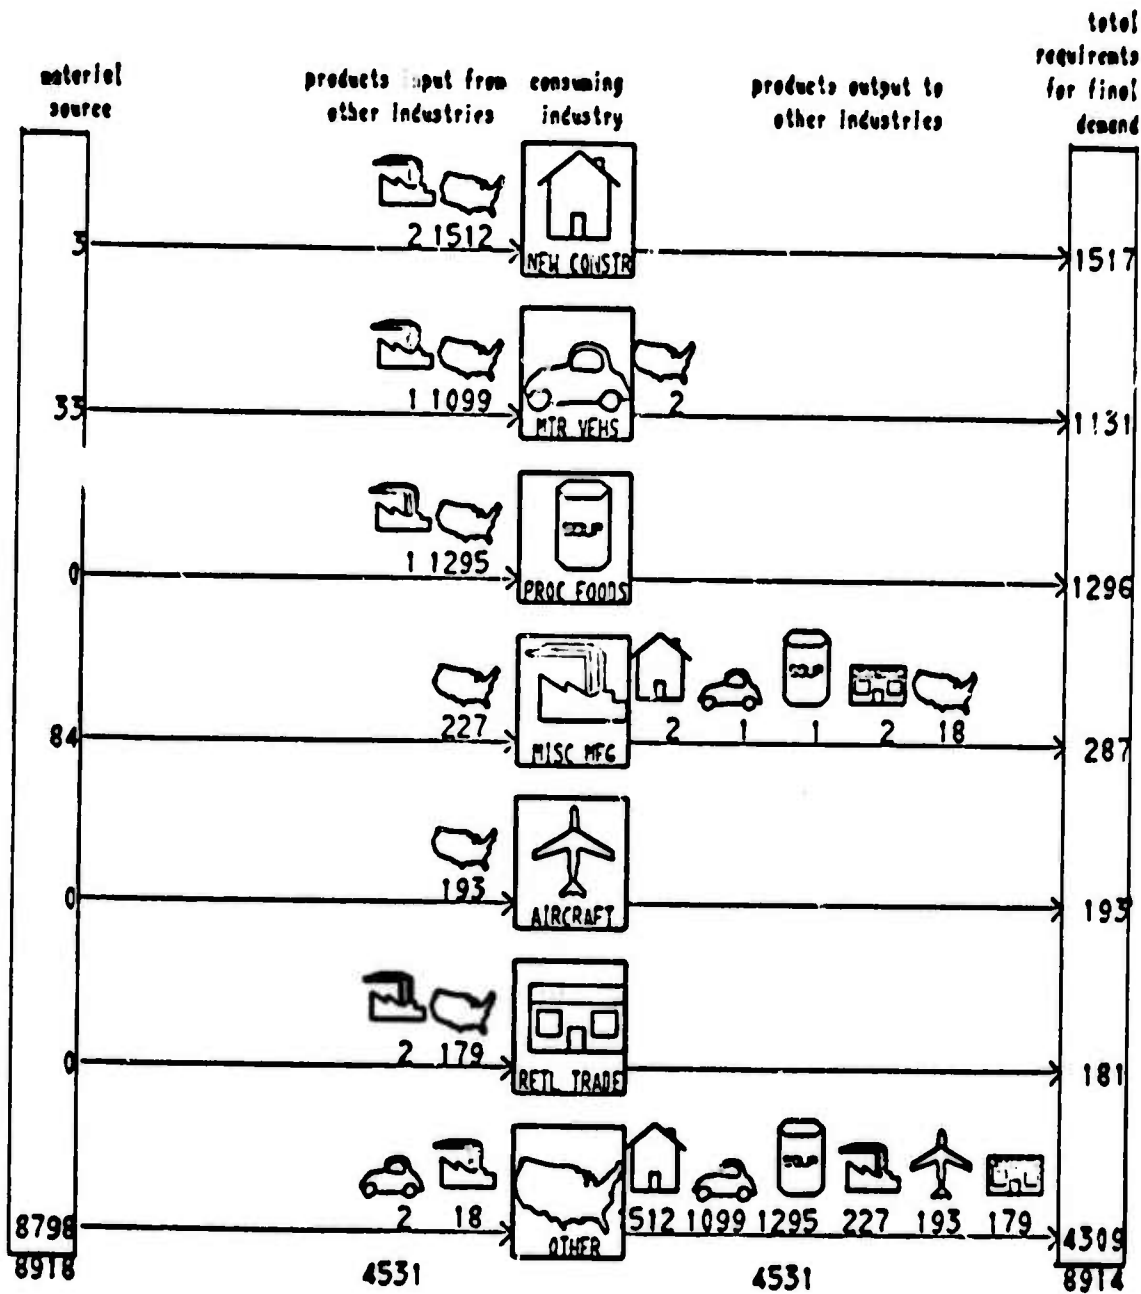 total
material products input from consuming products output to requiremts
source other industries industry other industries for final
demand
2 1512
3 NEW CONSTR 1517
1 1099 2
33 MTR VEHS 1131
SOUP
1 1295
0 PROC FOODS 1296
SOUP
227 2 1 1 2 18
84 MISC MFG 287
193
0 AIRCRAFT 193
2 179
0 RETL TRADE 181
SOUP
2 18 512 1099 1295 227 193 179
8798 OTHER 4309
8918 4531 4531 8914